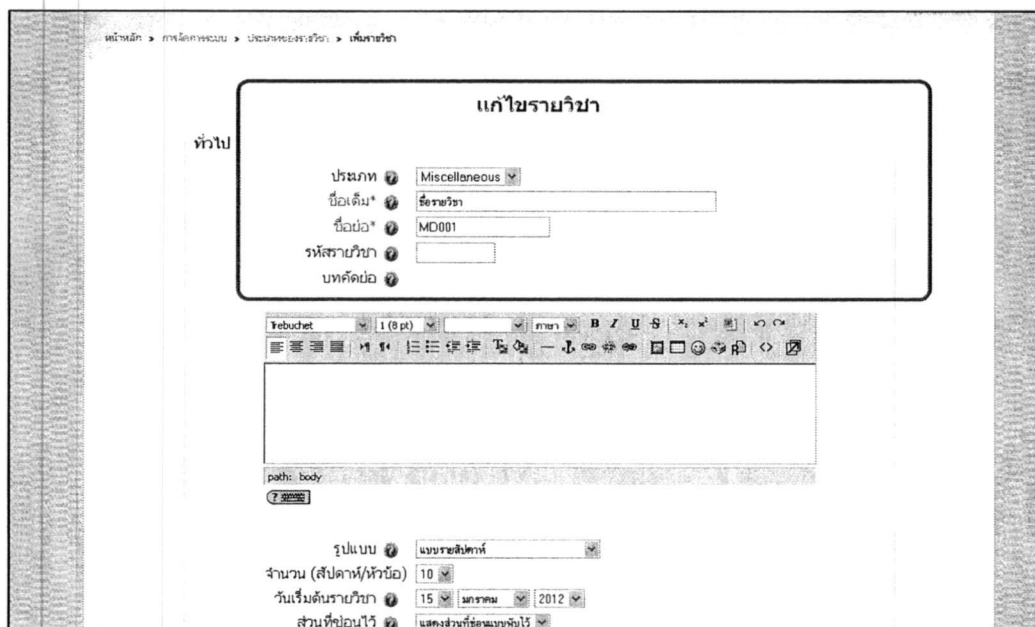 หน้าหลัก ► การจัดการระบบ ► ประเภทของรายวิชา ► เพิ่มรายวิชา
แก้ไขรายวิชา
ทั่วไป
ประเภท Miscellaneous
ชื่อเต็ม* ชื่อรายวิชา
ชื่อย่อ* MD001
รหัสรายวิชา
บทคัดย่อ
Trebuchet 1 (8 pt) ภาษา B I U S x₂ x²
path: body
?
รูปแบบ แบบรายสัปดาห์
จำนวน (สัปดาห์/หัวข้อ) 10
วันเริ่มต้นรายวิชา 15 มกราคม 2012
ส่วนที่ซ่อนไว้ แสดงส่วนที่ซ่อนแบบพับไว้